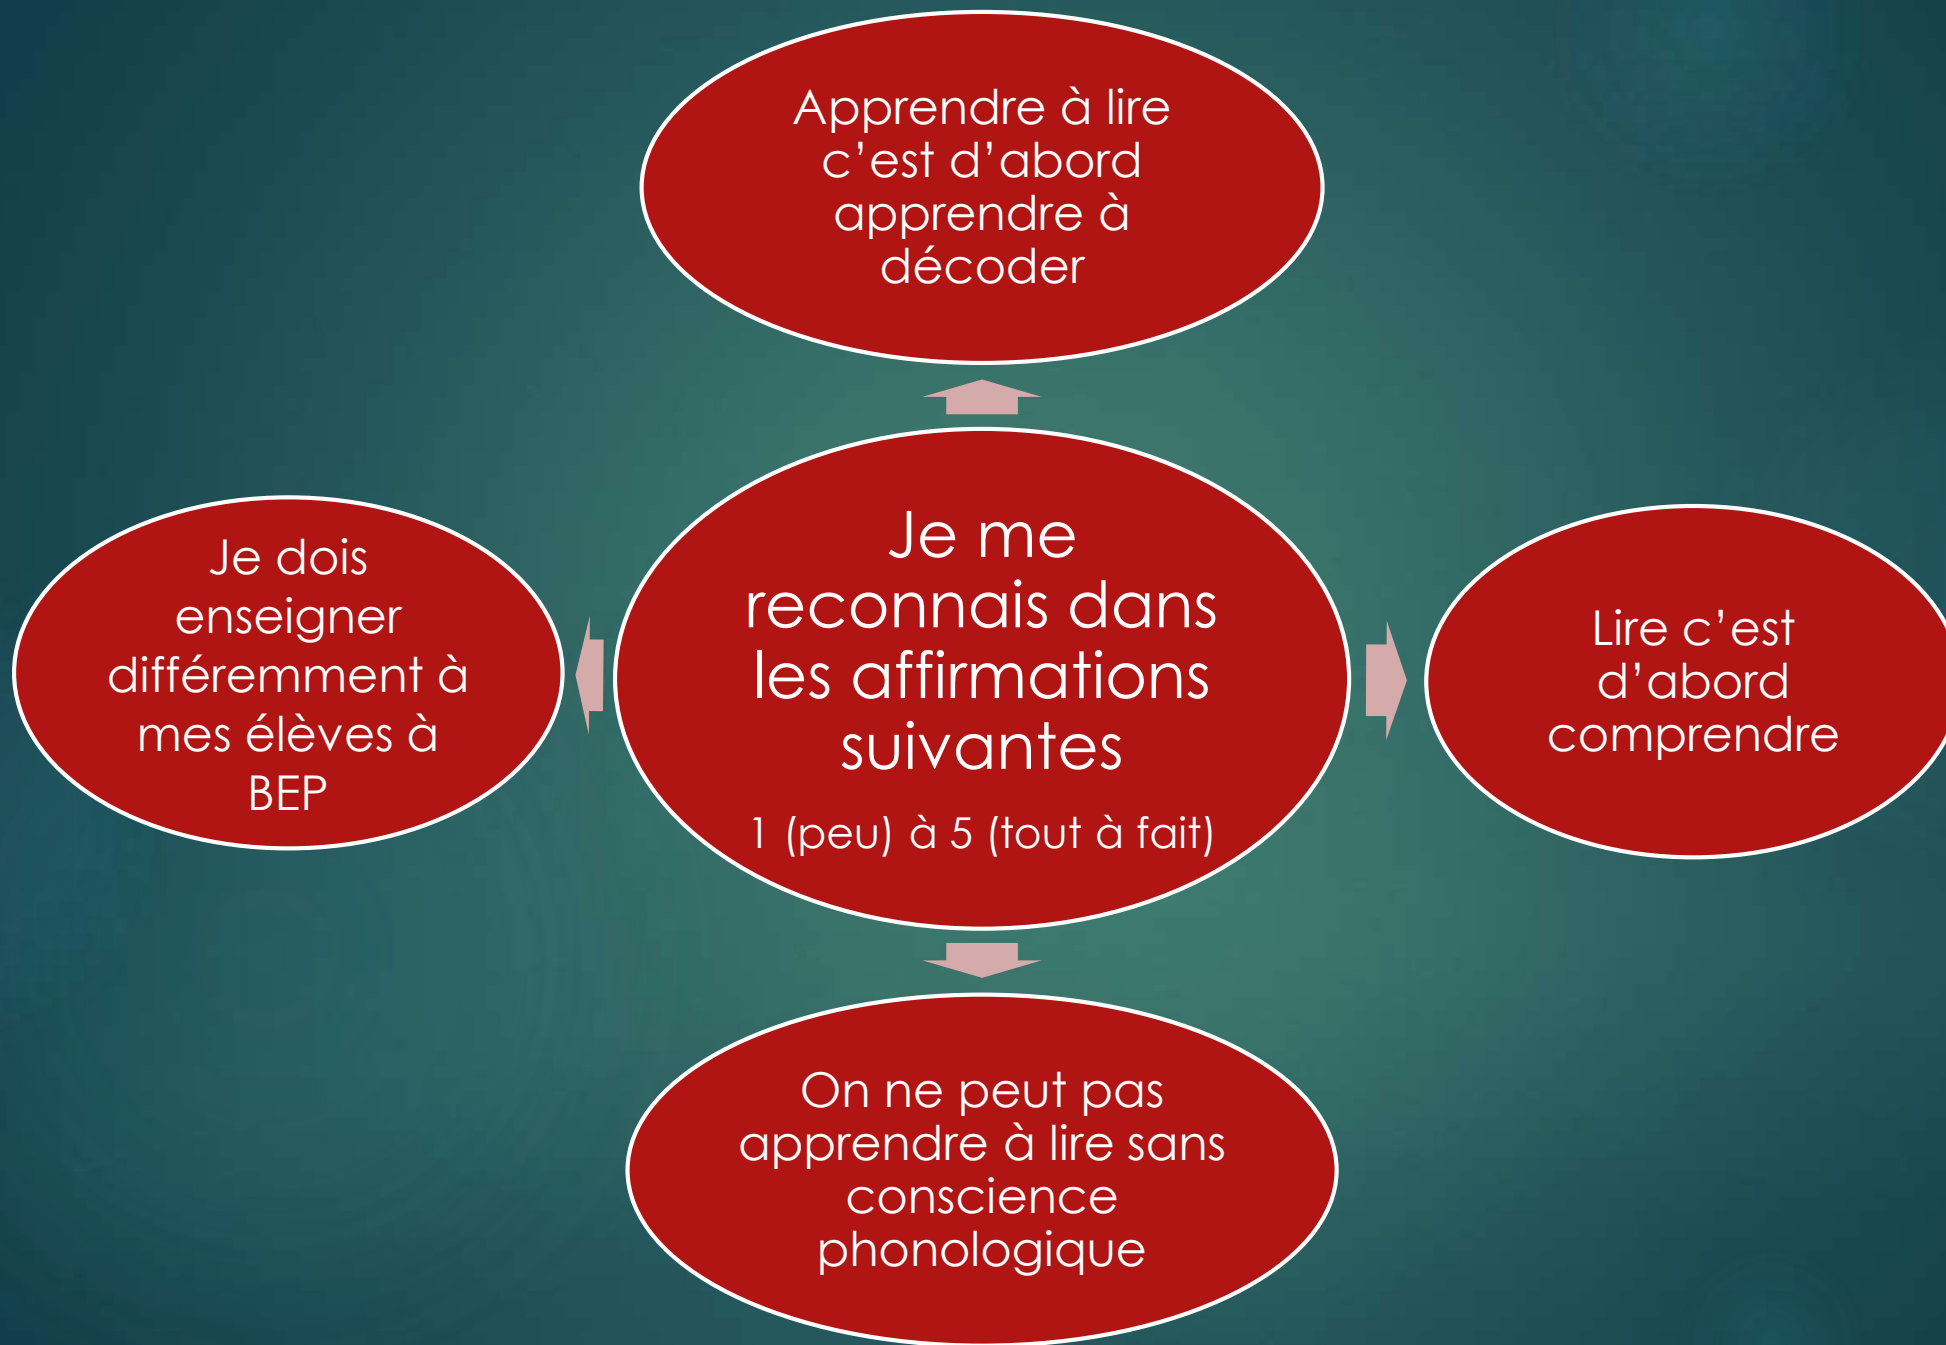 Apprendre à lire
c’est d’abord
apprendre à
décoder
Je me
reconnais dans
les affirmations
suivantes
1 (peu) à 5 (tout à fait)
Je dois
enseigner
différemment à
mes élèves à
BEP
Lire c’est
d’abord
comprendre
On ne peut pas
apprendre à lire sans
conscience
phonologique